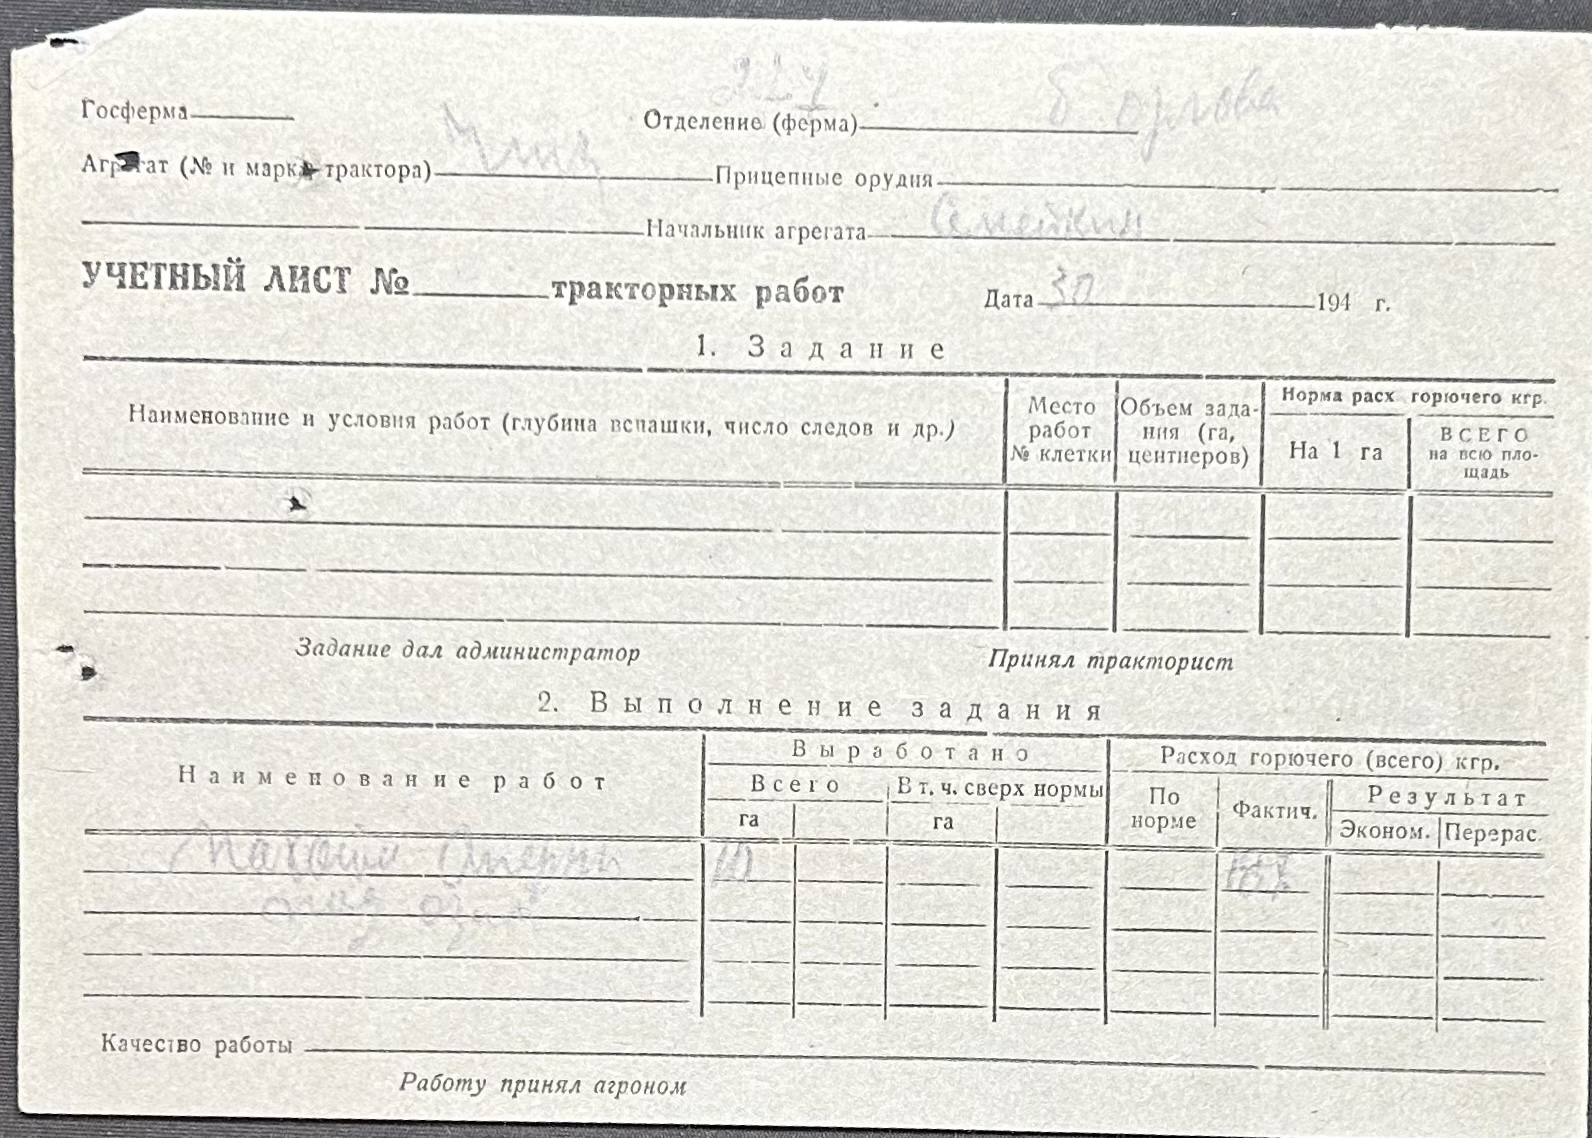 224
Госферма Отделение (ферма) Б Орлова
Агрегат (№ и марка трактора) Прицепные орудия
Начальник агрегата Семейкин
УЧЕТНЫЙ ЛИСТ № тракторных работ Дата 30 194 г.
1. Задание
Наименование и условия работ (глубина вспашки, число следов и др.) Место работ № клетки Объем задания (га, центнеров) Норма расх горючего кгр.
На 1 га ВСЕГО на всю площадь
Задание дал администратор Принял тракторист
2. Выполнение задания
Наименование работ Выработано Расход горючего (всего) кгр.
Всего В т. ч. сверх нормы По норме Фактич. Результат
га га Эконом. Перерас.
10
Качество работы
Работу принял агроном